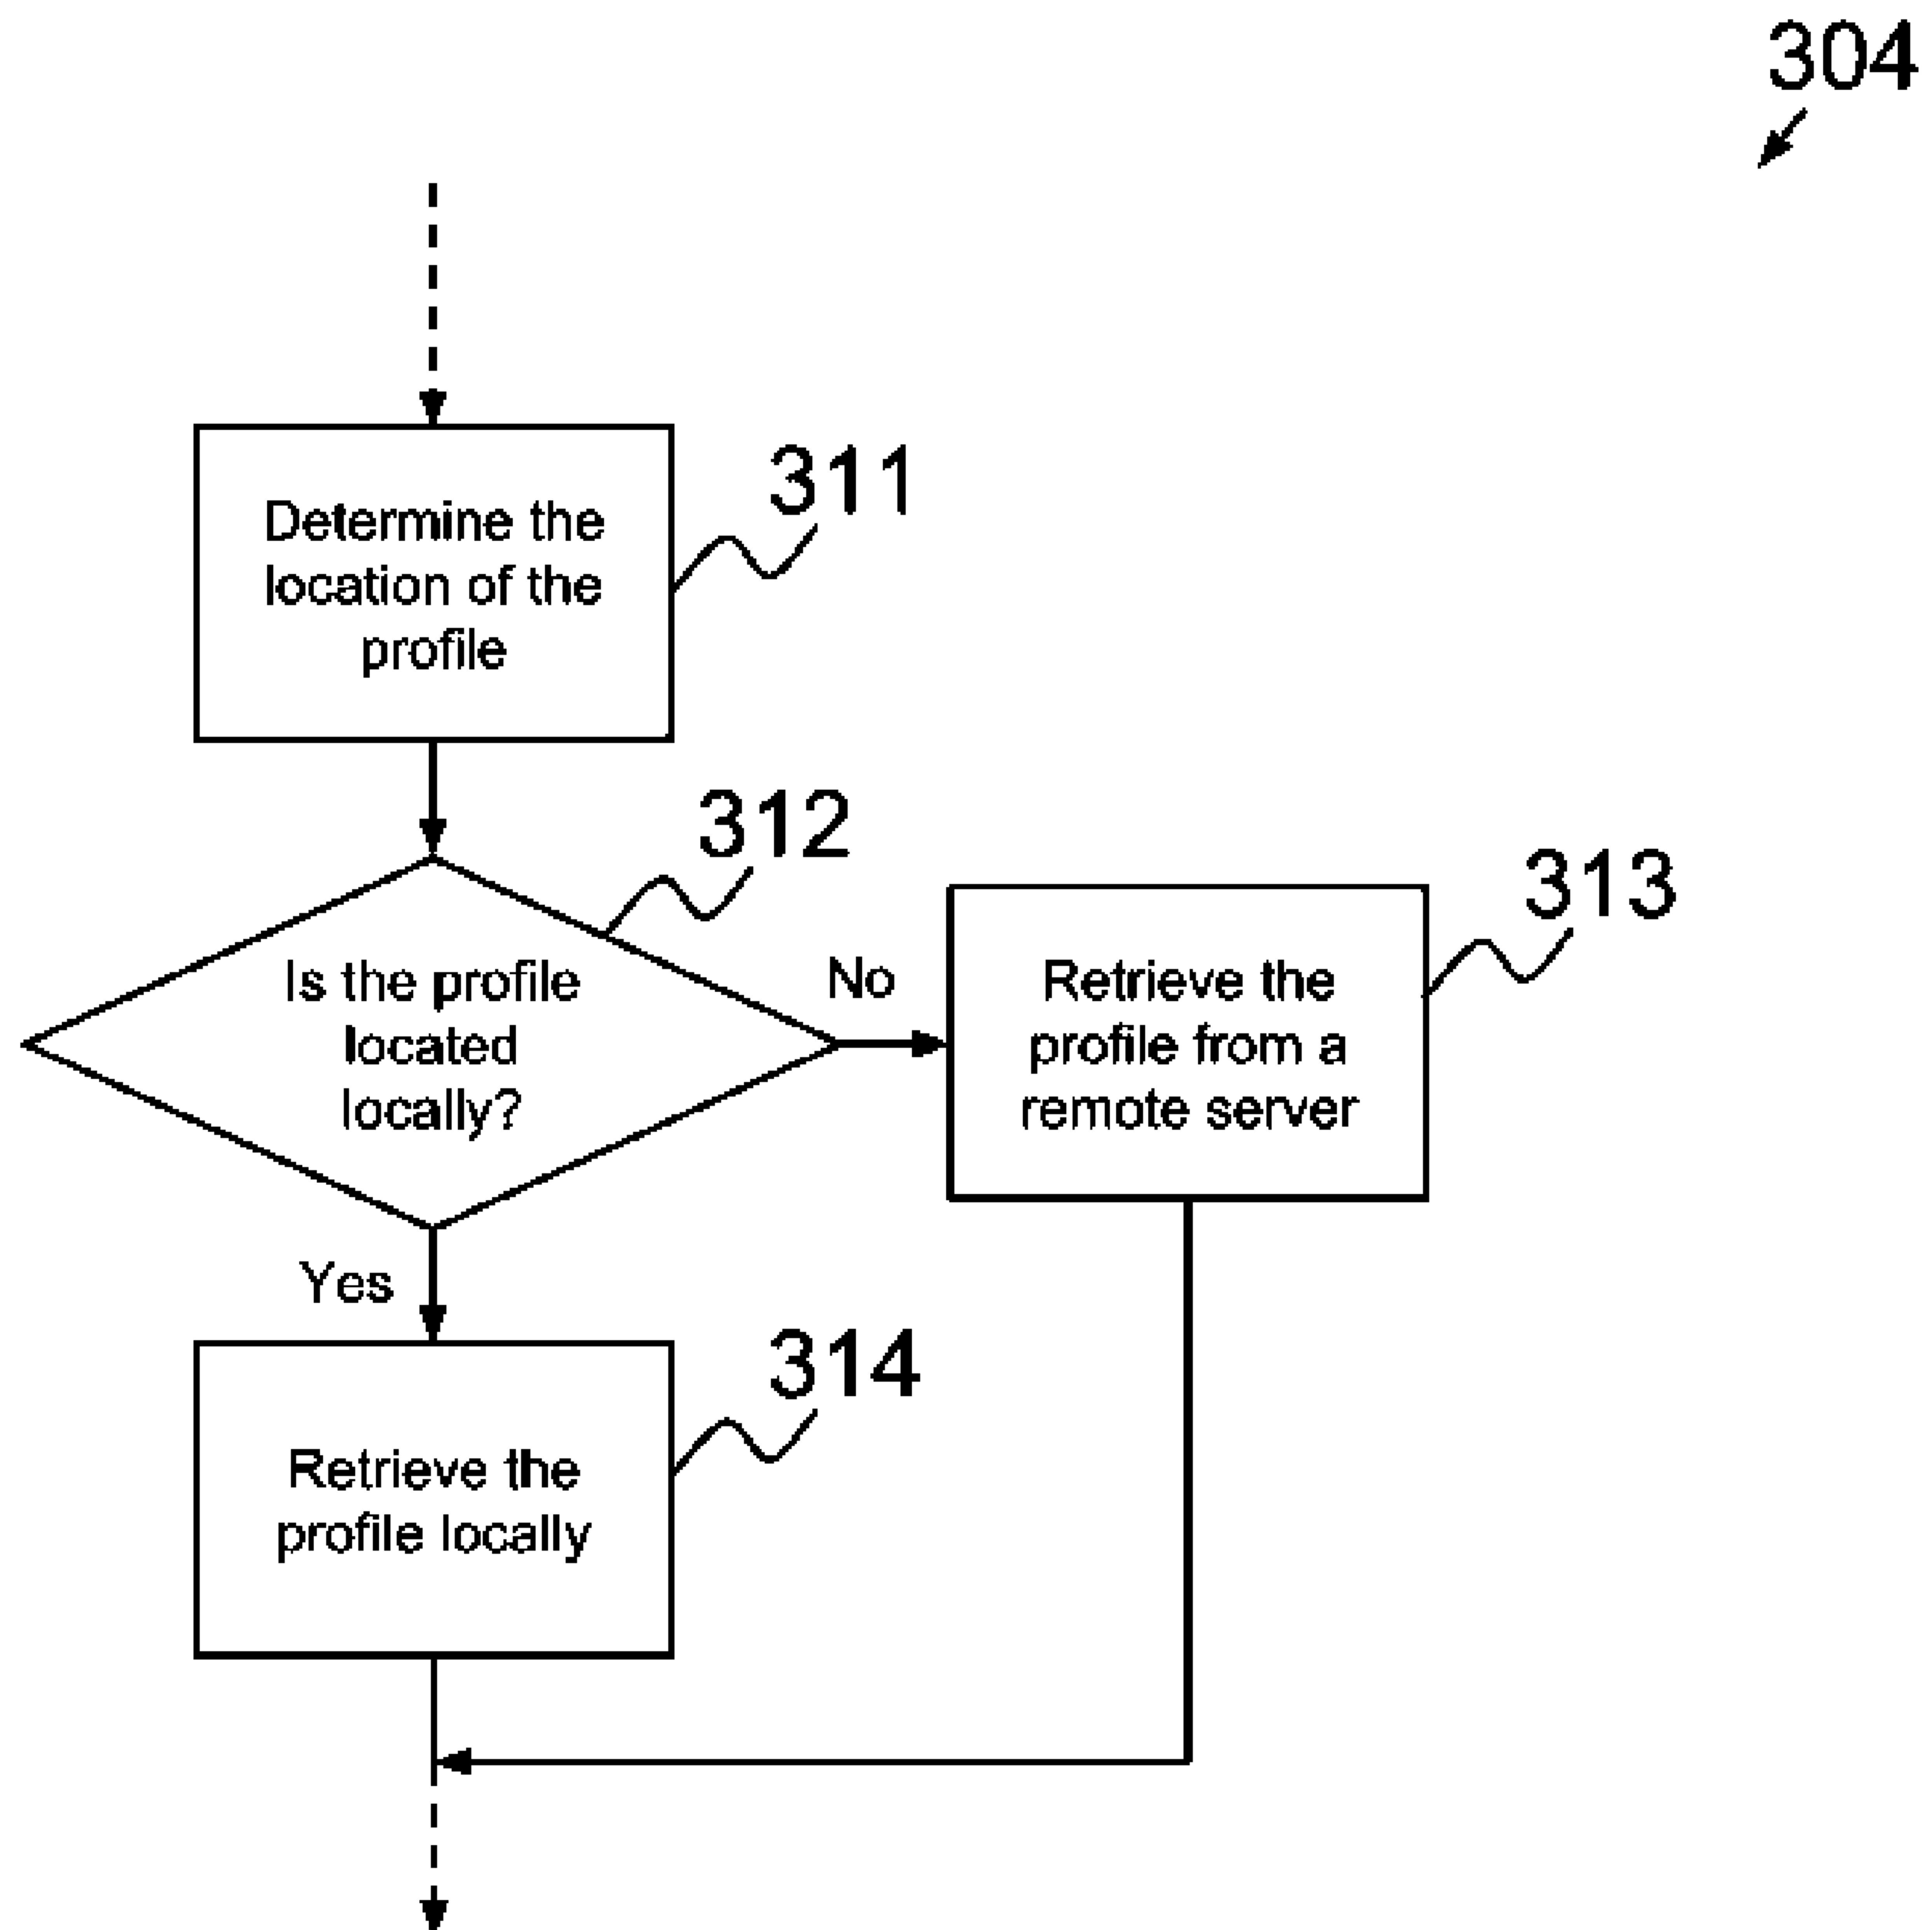 304
Determine the
location of the
profile
311
312
Is the profile
located
locally?
No
Retrieve the
profile from a
remote server
313
Yes
Retrieve the
profile locally
314